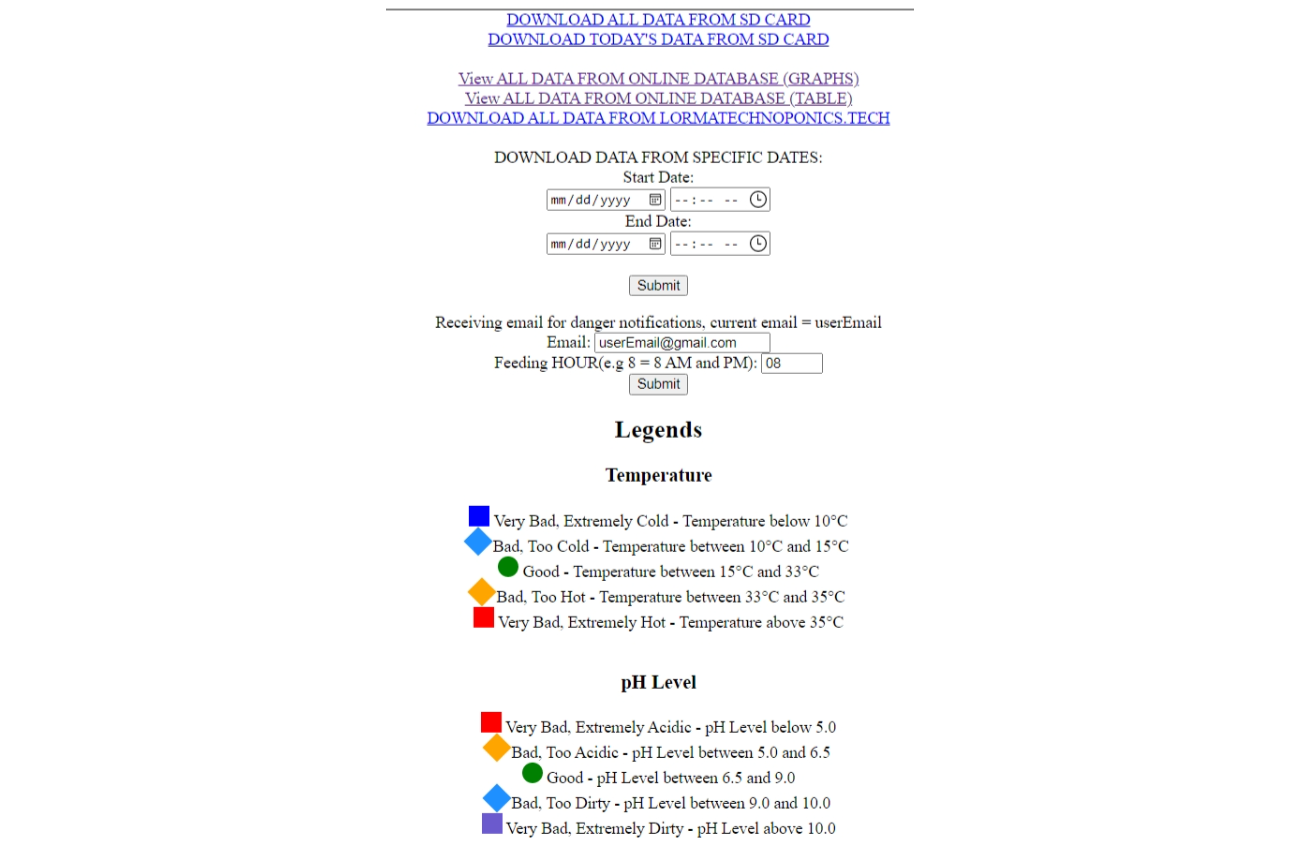 DOWNLOAD ALL DATA FROM SD CARD
DOWNLOAD TODAY'S DATA FROM SD CARD
View ALL DATA FROM ONLINE DATABASE (GRAPHS)
View ALL DATA FROM ONLINE DATABASE (TABLE)
DOWNLOAD ALL DATA FROM LORMATECHNOPONICS.TECH
DOWNLOAD DATA FROM SPECIFIC DATES:
Start Date:
mm/dd/yyyy --:-- --
End Date:
mm/dd/yyyy --:-- --
Submit
Receiving email for danger notifications, current email = userEmail
Email: userEmail@gmail.com
Feeding HOUR(e.g 8 = 8 AM and PM): 08
Submit
Legends
Temperature
Very Bad, Extremely Cold - Temperature below 10°C
Bad, Too Cold - Temperature between 10°C and 15°C
Good - Temperature between 15°C and 33°C
Bad, Too Hot - Temperature between 33°C and 35°C
Very Bad, Extremely Hot - Temperature above 35°C
pH Level
Very Bad, Extremely Acidic - pH Level below 5.0
Bad, Too Acidic - pH Level between 5.0 and 6.5
Good - pH Level between 6.5 and 9.0
Bad, Too Dirty - pH Level between 9.0 and 10.0
Very Bad, Extremely Dirty - pH Level above 10.0